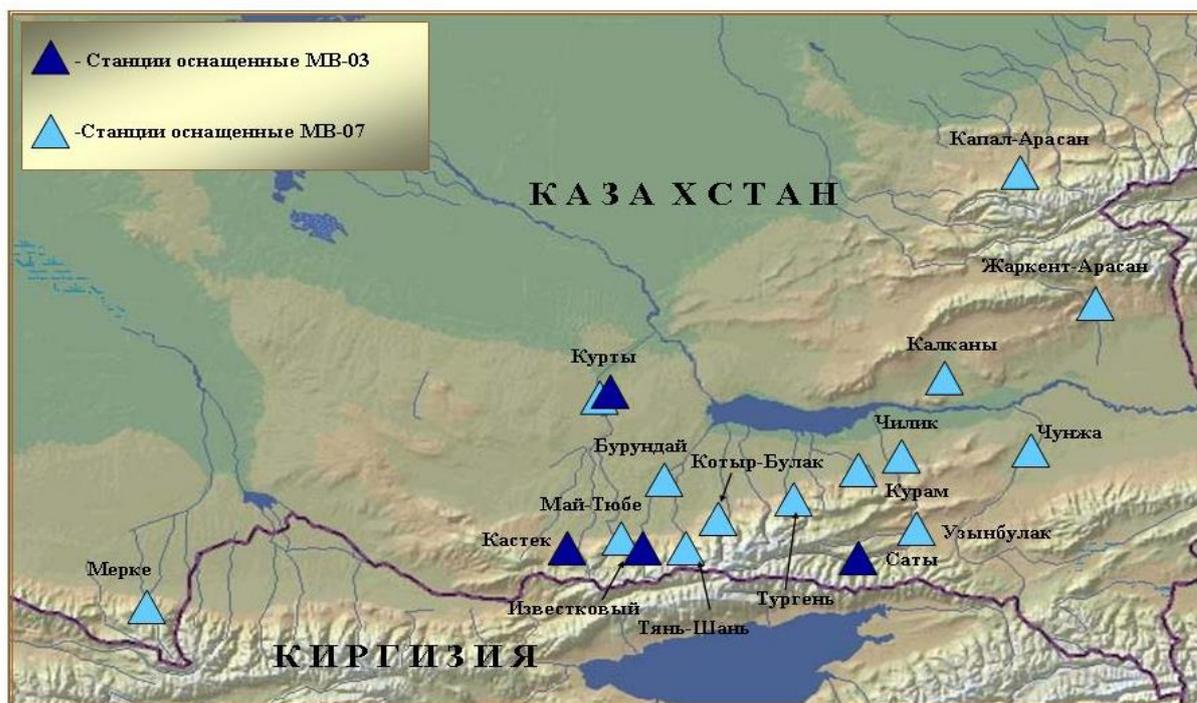 - Станции оснащенные МВ-03
-Станции оснащенные МВ-07
Капал-Арасан
КАЗАХСТАН
Жаркент-Арасан
Калканы
Курты
Чилик
Чунжа
Бурундай
Котыр-Булак
Курам
Май-Тюбе
Узынбулак
Кастек
Саты
Мерке
Тургень
Известковый
Тянь-Шань
КИРГИЗИЯ